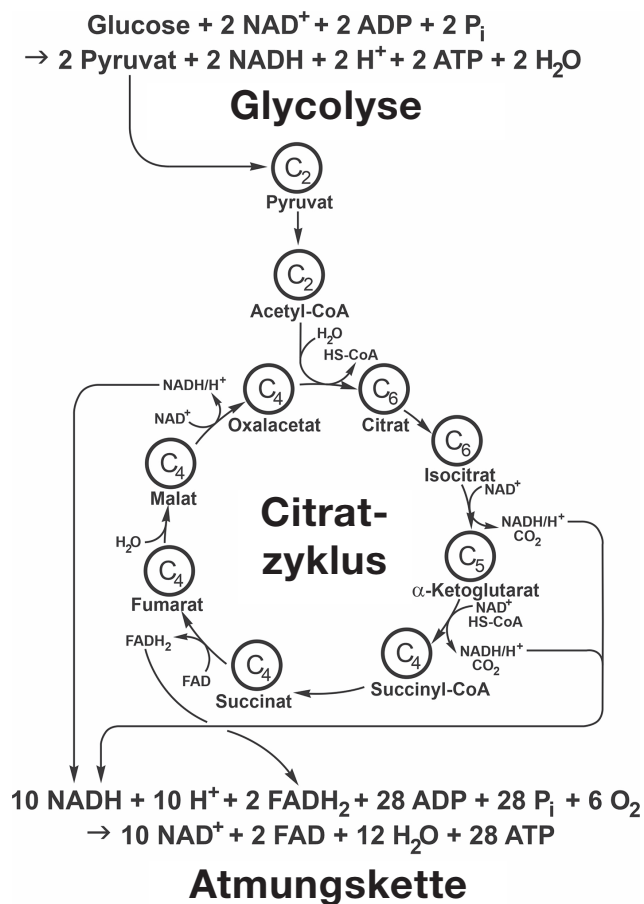 Glucose + 2 NAD⁺ + 2 ADP + 2 Pᵢ
→ 2 Pyruvat + 2 NADH + 2 H⁺ + 2 ATP + 2 H₂O
Glycolyse
C₂
Pyruvat
C₂
Acetyl-CoA
H₂O
HS-CoA
NADH/H⁺
C₄
C₆
NAD⁺
Oxalacetat
Citrat
C₆
Isocitrat
C₄
Malat
NAD⁺
Citrat-
zyklus
NADH/H⁺
CO₂
H₂O
C₅
α-Ketoglutarat
C₄
Fumarat
NAD⁺
HS-CoA
FADH₂
NADH/H⁺
CO₂
FAD
C₄
Succinat
C₄
Succinyl-CoA
10 NADH + 10 H⁺ + 2 FADH₂ + 28 ADP + 28 Pᵢ + 6 O₂
→ 10 NAD⁺ + 2 FAD + 12 H₂O + 28 ATP
Atmungskette